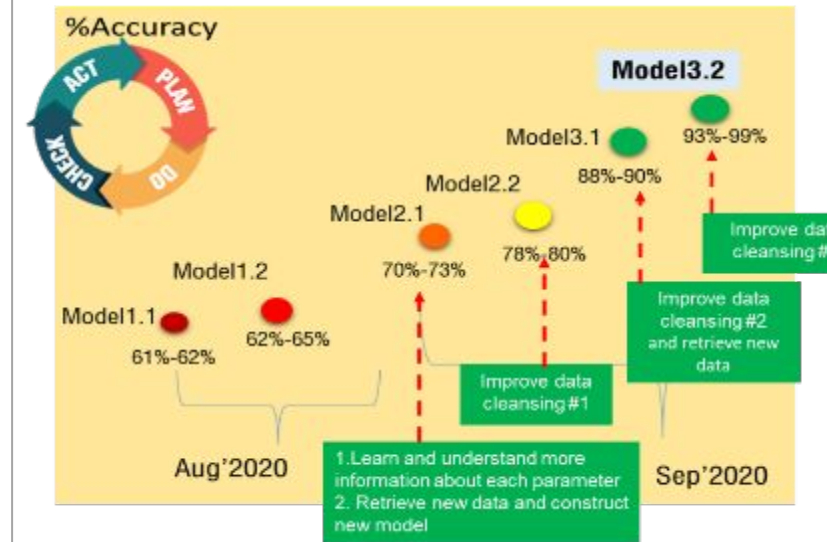 %Accuracy
ACT
PLAN
DO
CHECK
Model3.2
93%-99%
Model3.1
88%-90%
Model2.2
78%-80%
Model2.1
70%-73%
Model1.2
62%-65%
Model1.1
61%-62%
Improve
cleansing
Improve data
cleansing #2
and retrieve new
data
Improve data
cleansing #1
1.Learn and understand more
information about each parameter
2. Retrieve new data and construct
new model
Aug'2020
Sep'2020